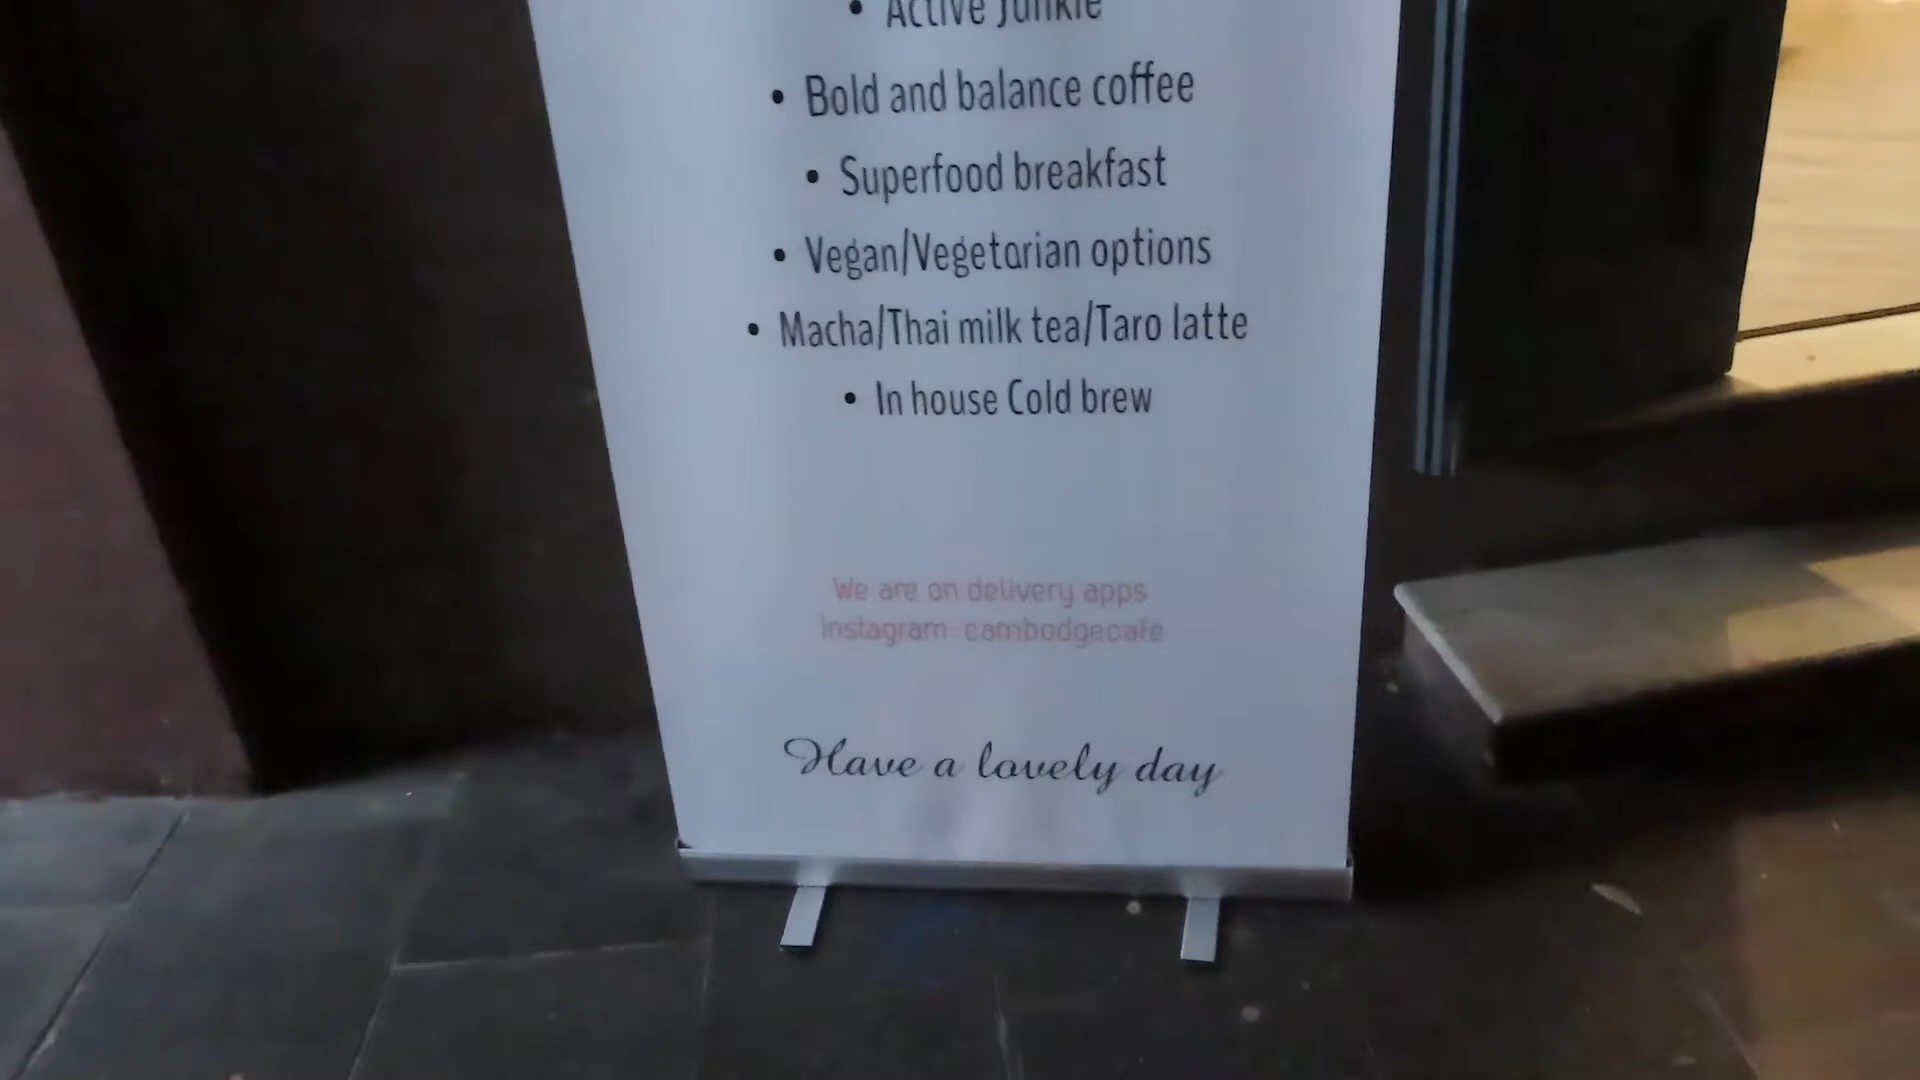 • Active Junkie
• Bold and balance coffee
• Superfood breakfast
• Vegan/Vegetarian options
• Macha/Thai milk tea/Taro latte
• In house Cold brew
We are on delivery apps
Instagram: cambodgecafe
Have a lovely day